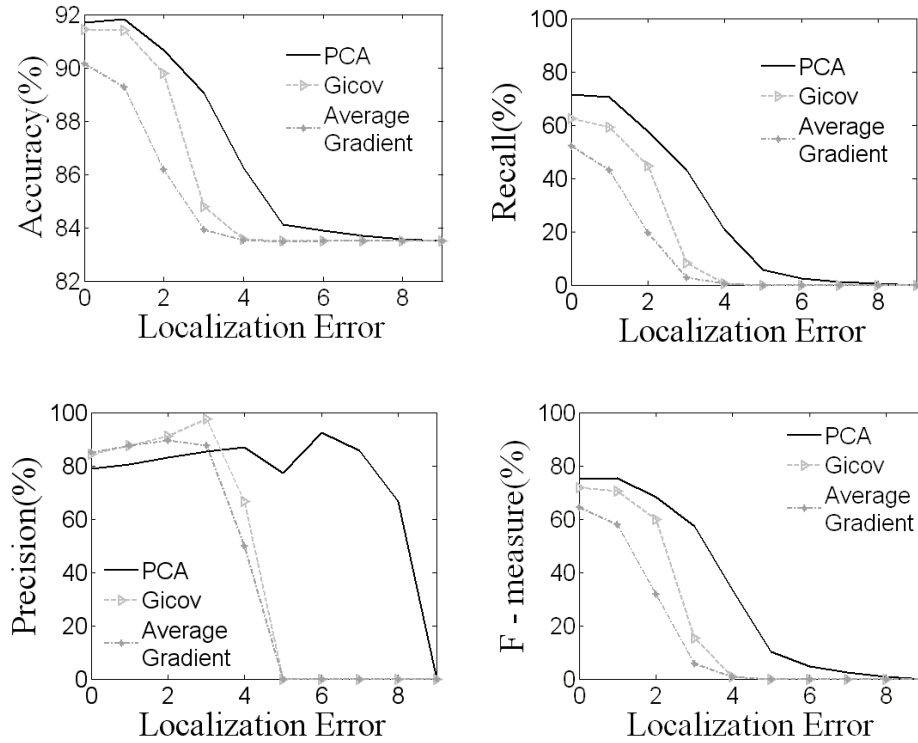 92
90
88
86
84
82
Accuracy(%)
PCA
Gicov
Average
Gradient
0 2 4 6 8
Localization Error
100
80
60
40
20
0
Recall(%)
PCA
Gicov
Average
Gradient
0 2 4 6 8
Localization Error
100
80
60
40
20
0
Precision(%)
PCA
Gicov
Average
Gradient
0 2 4 6 8
Localization Error
100
80
60
40
20
0
F - measure(%)
PCA
Gicov
Average
Gradient
0 2 4 6 8
Localization Error